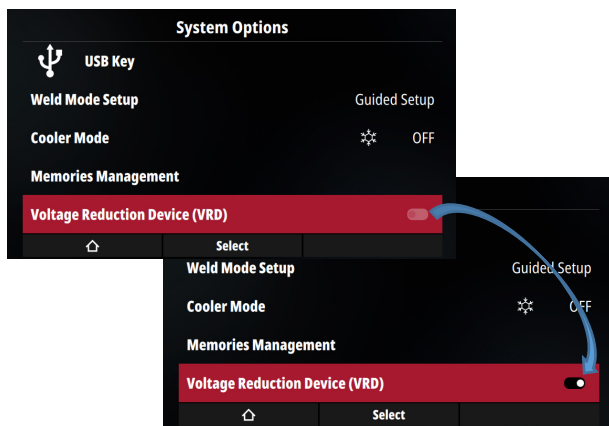 System Options
USB Key
Weld Mode Setup Guided Setup
Cooler Mode OFF
Memories Management
Voltage Reduction Device (VRD)
Select
Weld Mode Setup Guided Setup
Cooler Mode OFF
Memories Management
Voltage Reduction Device (VRD)
Select